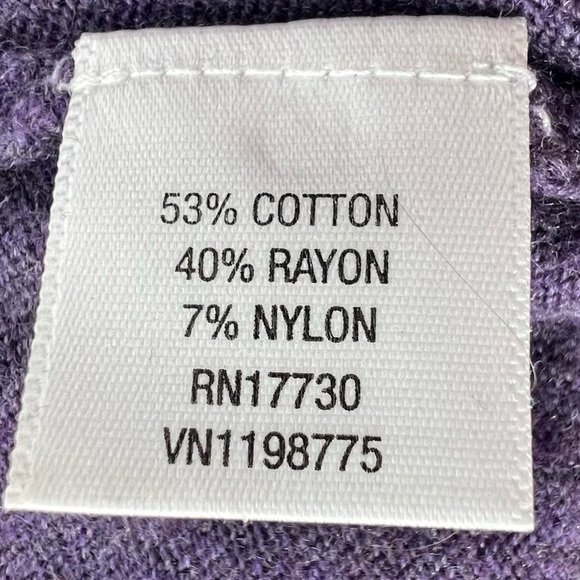 53% COTTON
40% RAYON
7% NYLON
RN17730
VN1198775